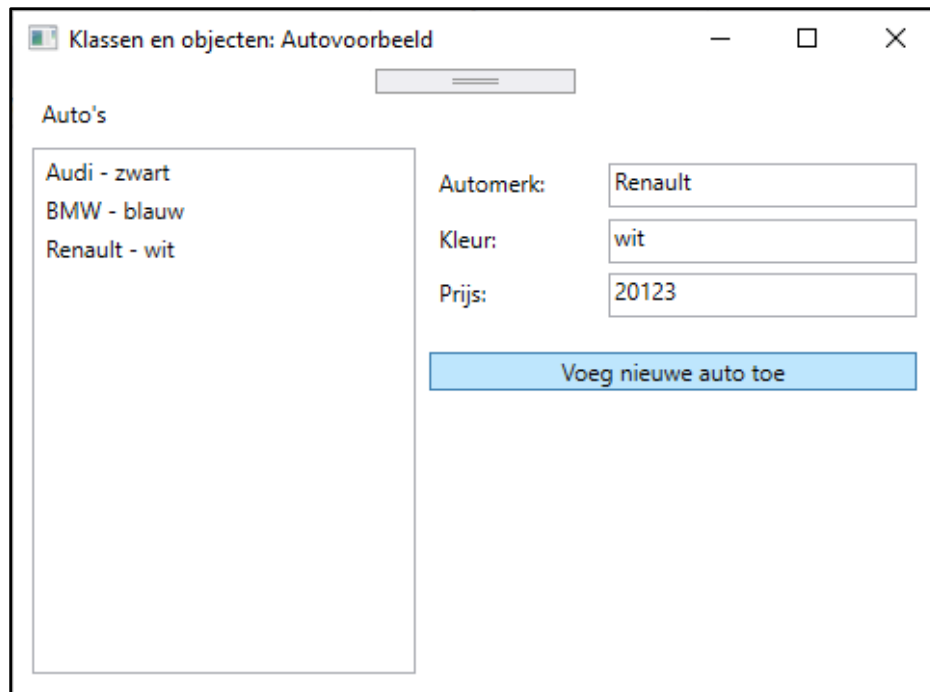 Klassen en objecten: Autovoorbeeld
Auto's
Audi - zwart
BMW - blauw
Renault - wit
Automerk: Renault
Kleur: wit
Prijs: 20123
Voeg nieuwe auto toe